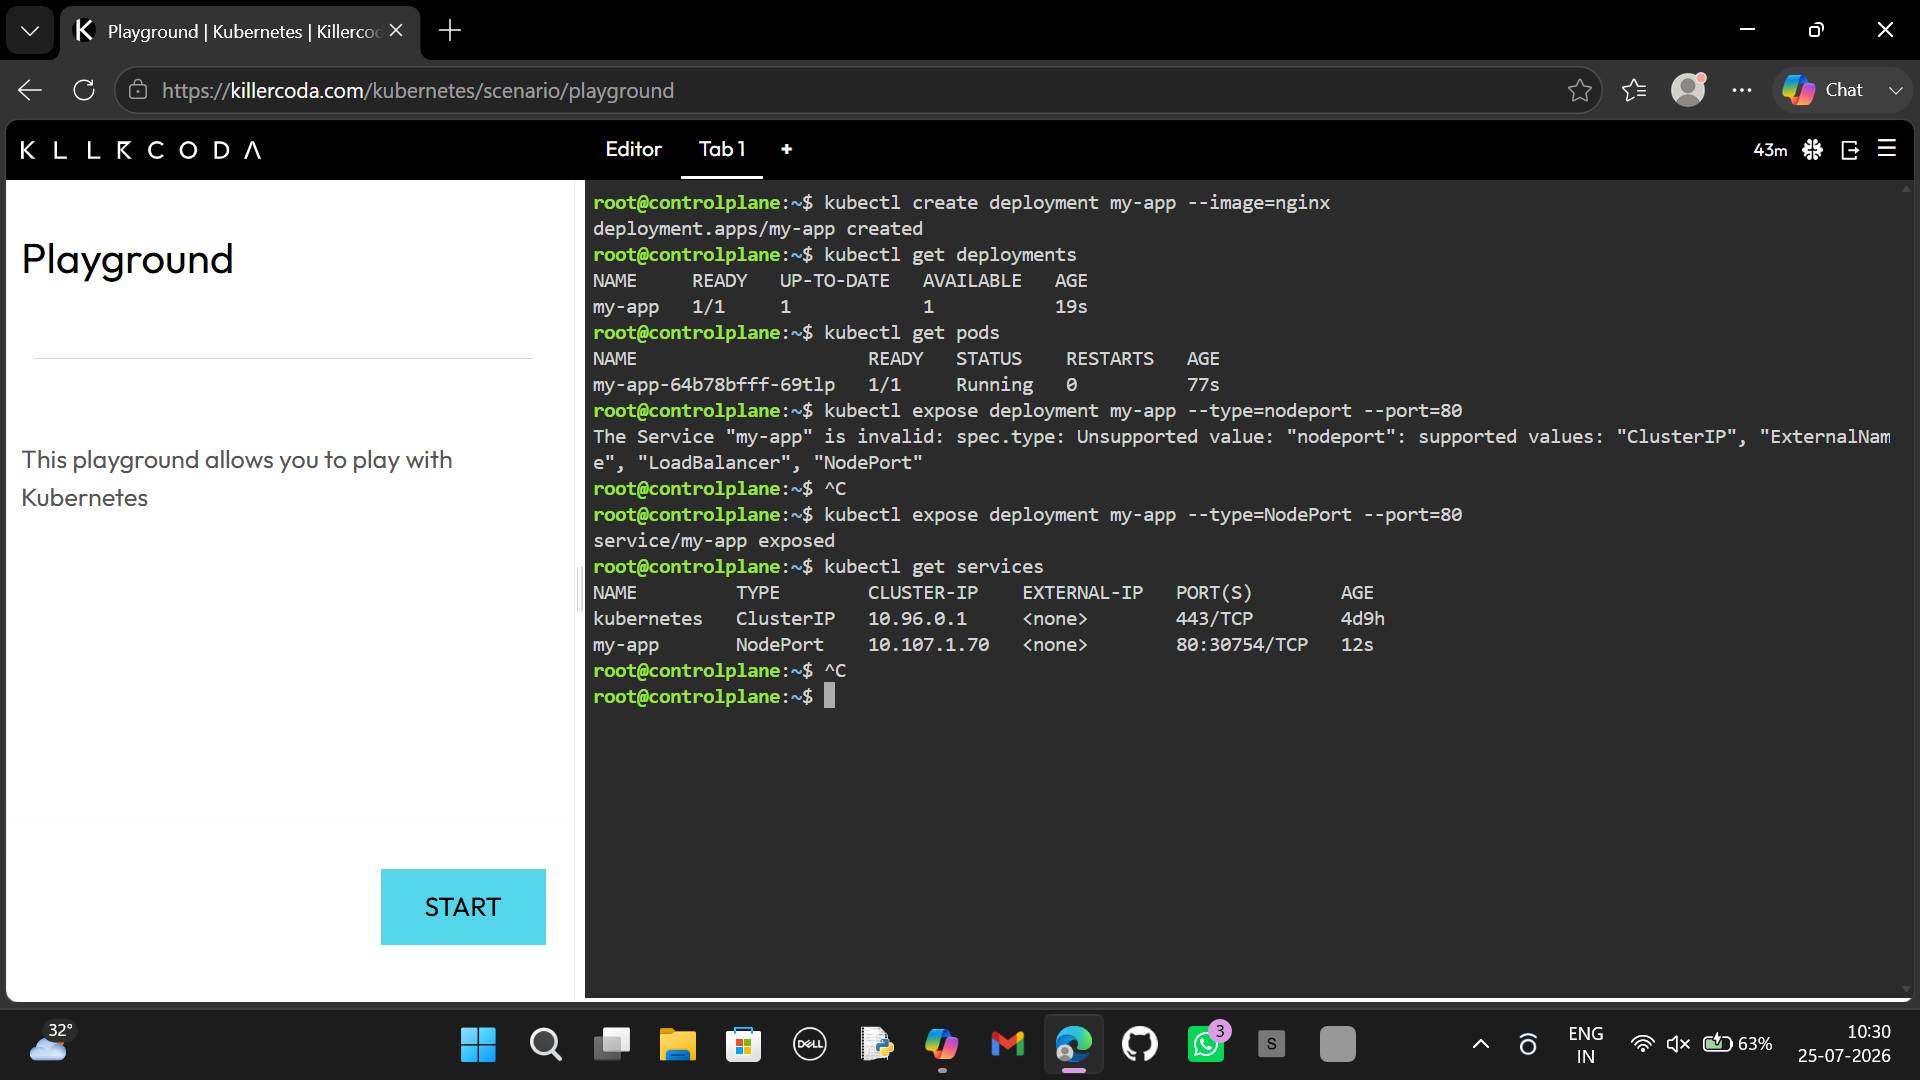 Playground | Kubernetes | Killercod
https://killercoda.com/kubernetes/scenario/playground
Chat
KLLRCODA
Editor
Tab 1
+
43m
Playground
This playground allows you to play with
Kubernetes
START
root@controlplane:~$ kubectl create deployment my-app --image=nginx
deployment.apps/my-app created
root@controlplane:~$ kubectl get deployments
NAME     READY   UP-TO-DATE   AVAILABLE   AGE
my-app   1/1     1            1           19s
root@controlplane:~$ kubectl get pods
NAME                     READY   STATUS    RESTARTS   AGE
my-app-64b78bfff-69tlp   1/1     Running   0          77s
root@controlplane:~$ kubectl expose deployment my-app --type=nodeport --port=80
The Service "my-app" is invalid: spec.type: Unsupported value: "nodeport": supported values: "ClusterIP", "ExternalNam
e", "LoadBalancer", "NodePort"
root@controlplane:~$ ^C
root@controlplane:~$ kubectl expose deployment my-app --type=NodePort --port=80
service/my-app exposed
root@controlplane:~$ kubectl get services
NAME         TYPE        CLUSTER-IP    EXTERNAL-IP   PORT(S)        AGE
kubernetes   ClusterIP   10.96.0.1     <none>        443/TCP        4d9h
my-app       NodePort    10.107.1.70   <none>        80:30754/TCP   12s
root@controlplane:~$ ^C
root@controlplane:~$
32°
DELL
3
S
ENG
IN
63%
10:30
25-07-2026